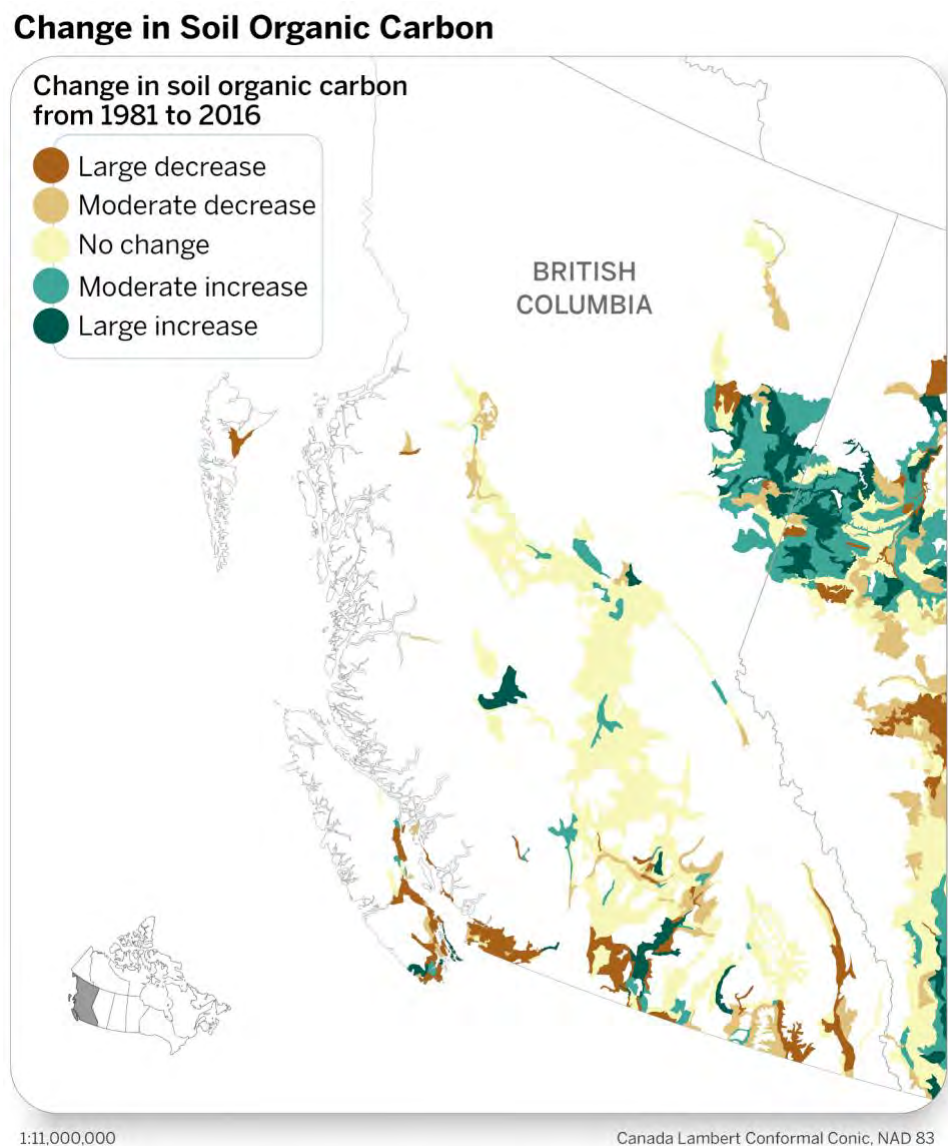 Change in Soil Organic Carbon
Change in soil organic carbon
from 1981 to 2016
Large decrease
Moderate decrease
No change
Moderate increase
Large increase
BRITISH
COLUMBIA
1:11,000,000
Canada Lambert Conformal Conic, NAD 83